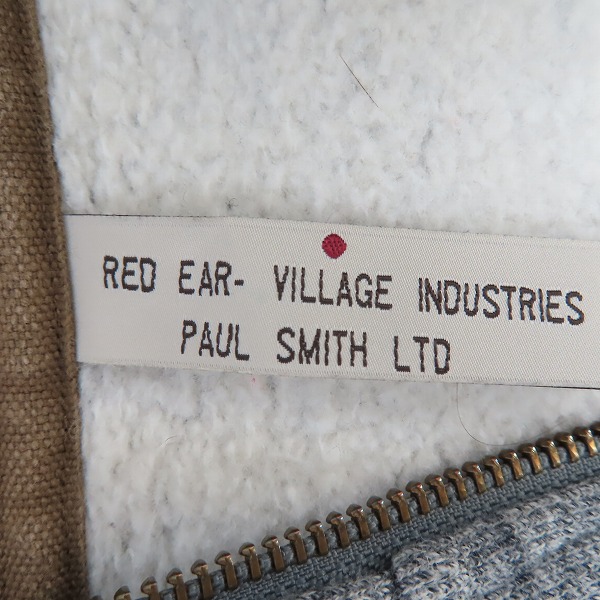 RED EAR- VILLAGE INDUSTRIES
PAUL SMITH LTD